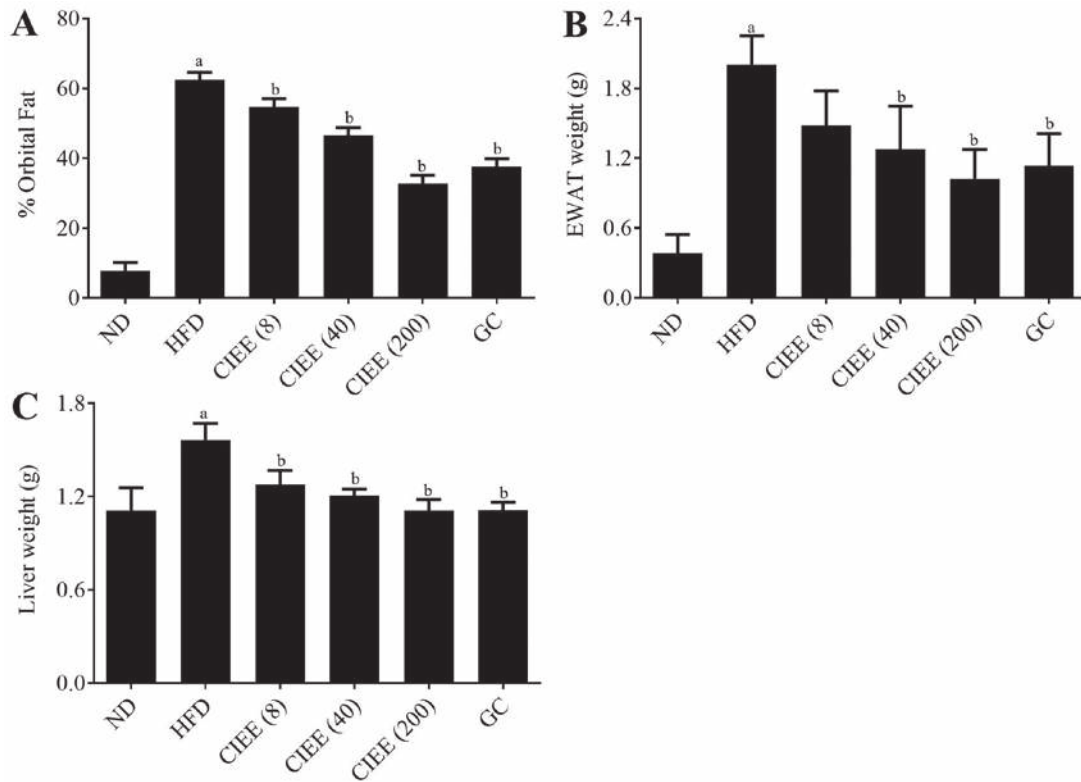 A
% Orbital Fat
80
60
40
20
0
a
b
b
b
b
ND
HFD
CIEE (8)
CIEE (40)
CIEE (200)
GC
B
EWAT weight (g)
2.4
1.8
1.2
0.6
0.0
a
b
b
b
ND
HFD
CIEE (8)
CIEE (40)
CIEE (200)
GC
C
Liver weight (g)
1.8
1.2
0.6
0.0
a
b
b
b
b
ND
HFD
CIEE (8)
CIEE (40)
CIEE (200)
GC